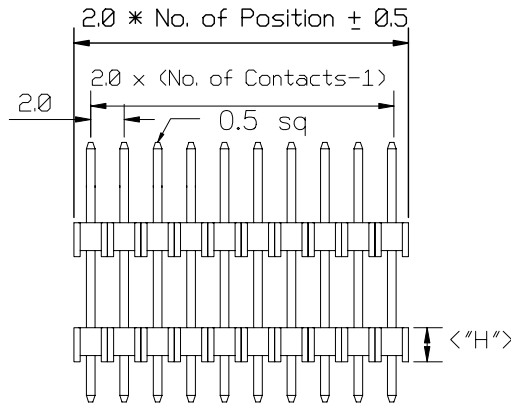 2.0 * No. of Position ± 0.5
2.0 x (No. of Contacts-1)
2.0
0.5 sq
<"H">